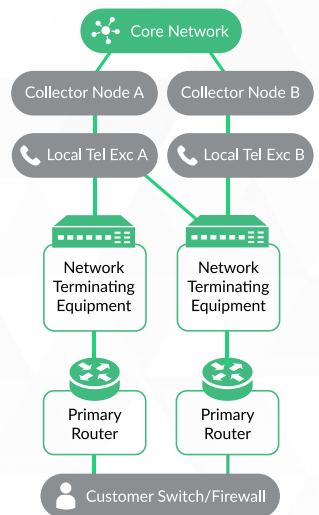 Core Network
Collector Node A
Collector Node B
Local Tel Exc A
Local Tel Exc B
Network
Terminating
Equipment
Network
Terminating
Equipment
Primary
Router
Primary
Router
Customer Switch/Firewall